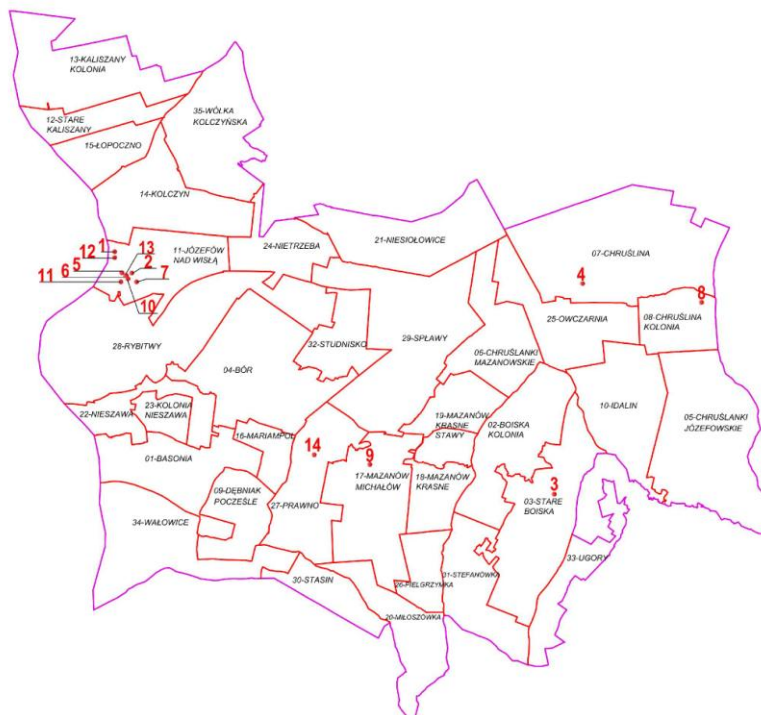 13-KALISZANY
KOLONIA
35-WÓLKA
KOLCZYŃSKA
12-STARE
KALISZANY
15-ŁOPOCZNO
14-KOLCZYN
11-JÓZEFÓW
NAD WISŁĄ
24-NIETRZEBA
21-NIESIOŁOWICE
07-CHRUŚLINA
1
12
13
5
2
6
11
7
10
4
8
25-OWCZARNIA
08-CHRUŚLINA
KOLONIA
28-RYBITWY
04-BÓR
32-STUDNISKO
29-SPŁAWY
06-CHRUŚLANKI
MAZANOWSKIE
22-NIESZAWA
23-KOLONIA
NIESZAWA
16-MARIAMPOL
19-MAZANÓW
KRASNE
STAWY
02-BOISKA
KOLONIA
10-IDALIN
05-CHRUŚLANKI
JÓZEFOWSKIE
01-BASONIA
14
9
17-MAZANÓW
MICHAŁÓW
18-MAZANÓW
KRASNE
3
03-STARE
BOISKA
09-DĘBNIAK
POCZEŚLE
27-PRAWNO
34-WAŁOWICE
33-UGORY
30-STASIN
26-PIELGRZYMKA
31-STEFANÓWKA
20-MIŁOSZÓWKA